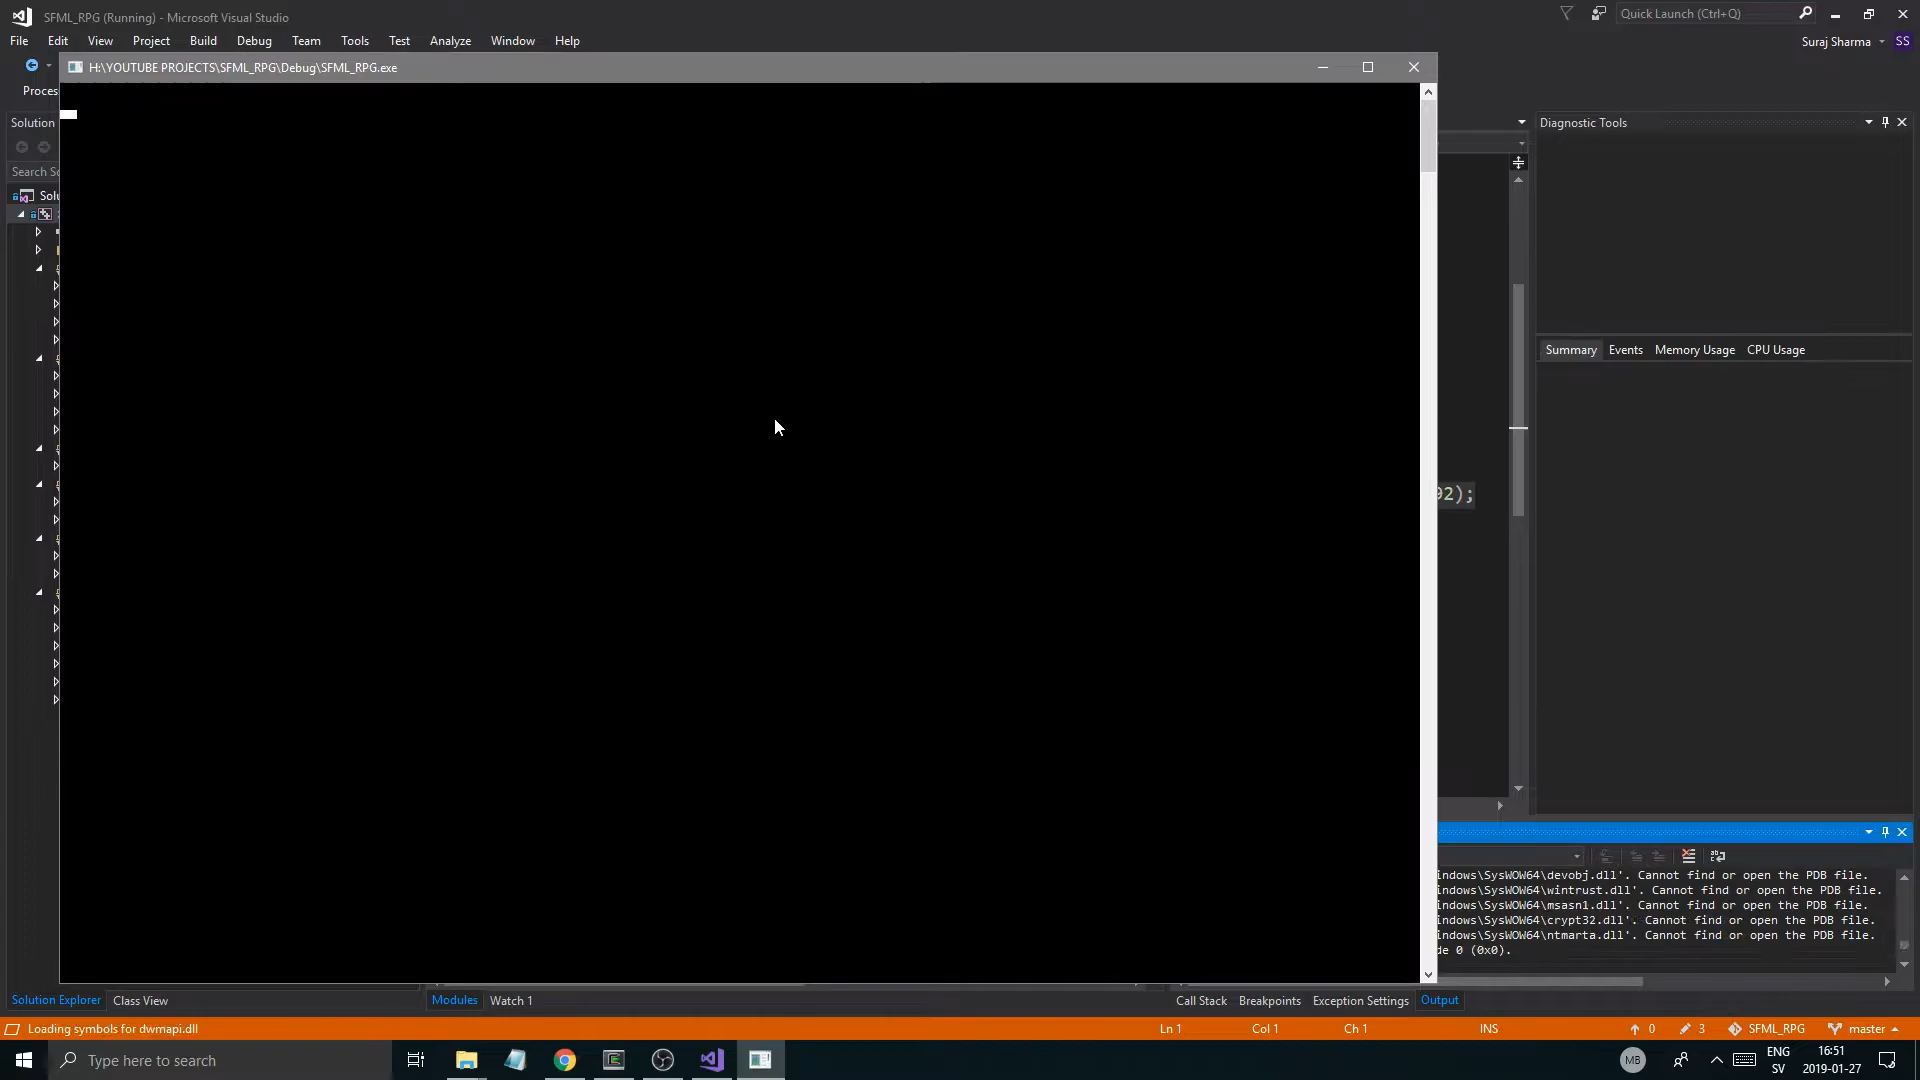 SFML_RPG (Running) - Microsoft Visual Studio
Quick Launch (Ctrl+Q)
File Edit View Project Build Debug Team Tools Test Analyze Window Help
Suraj Sharma SS
H:\YOUTUBE PROJECTS\SFML_RPG\Debug\SFML_RPG.exe
Proces
Solution
Diagnostic Tools
Search So
Solu
Summary Events Memory Usage CPU Usage
92);
indows\SysWOW64\devobj.dll'. Cannot find or open the PDB file.
indows\SysWOW64\wintrust.dll'. Cannot find or open the PDB file.
indows\SysWOW64\msasn1.dll'. Cannot find or open the PDB file.
indows\SysWOW64\crypt32.dll'. Cannot find or open the PDB file.
indows\SysWOW64\ntmarta.dll'. Cannot find or open the PDB file.
de 0 (0x0).
Solution Explorer Class View Modules Watch 1 Call Stack Breakpoints Exception Settings Output
Loading symbols for dwmapi.dll Ln 1 Col 1 Ch 1 INS 0 3 SFML_RPG master
Type here to search
MB
ENG
SV
16:51
2019-01-27